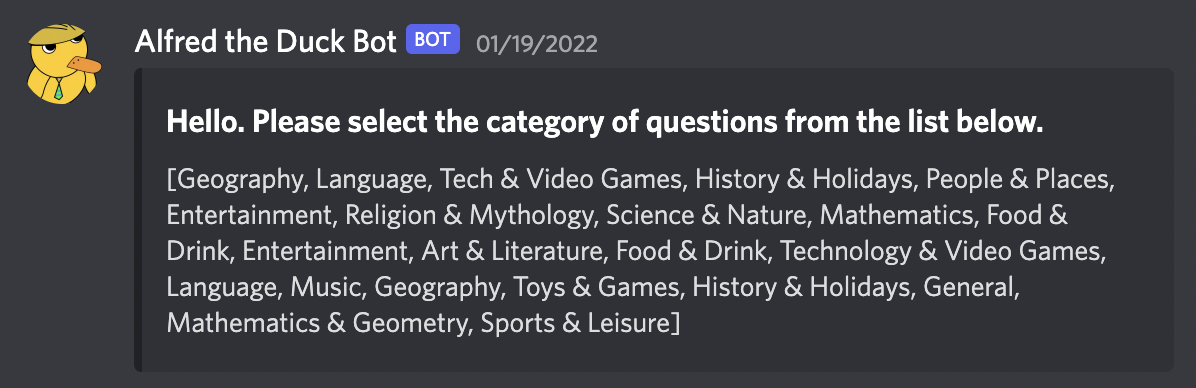 Alfred the Duck Bot BOT 01/19/2022
Hello. Please select the category of questions from the list below.
[Geography, Language, Tech & Video Games, History & Holidays, People & Places,
Entertainment, Religion & Mythology, Science & Nature, Mathematics, Food &
Drink, Entertainment, Art & Literature, Food & Drink, Technology & Video Games,
Language, Music, Geography, Toys & Games, History & Holidays, General,
Mathematics & Geometry, Sports & Leisure]